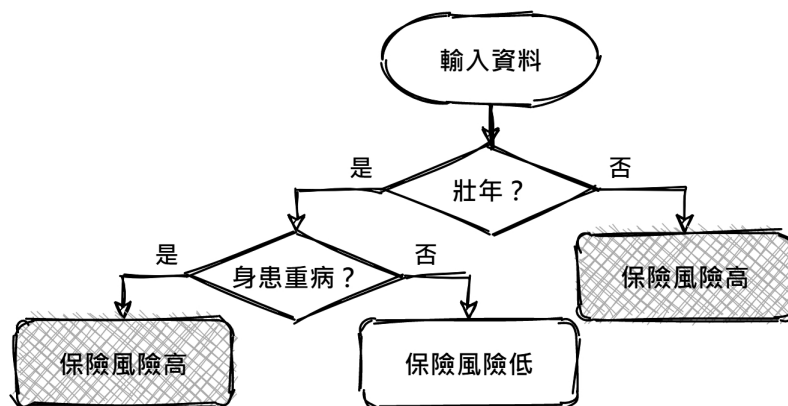 輸入資料
是
否
壯年？
是
否
保險風險高
身患重病？
保險風險高
保險風險低